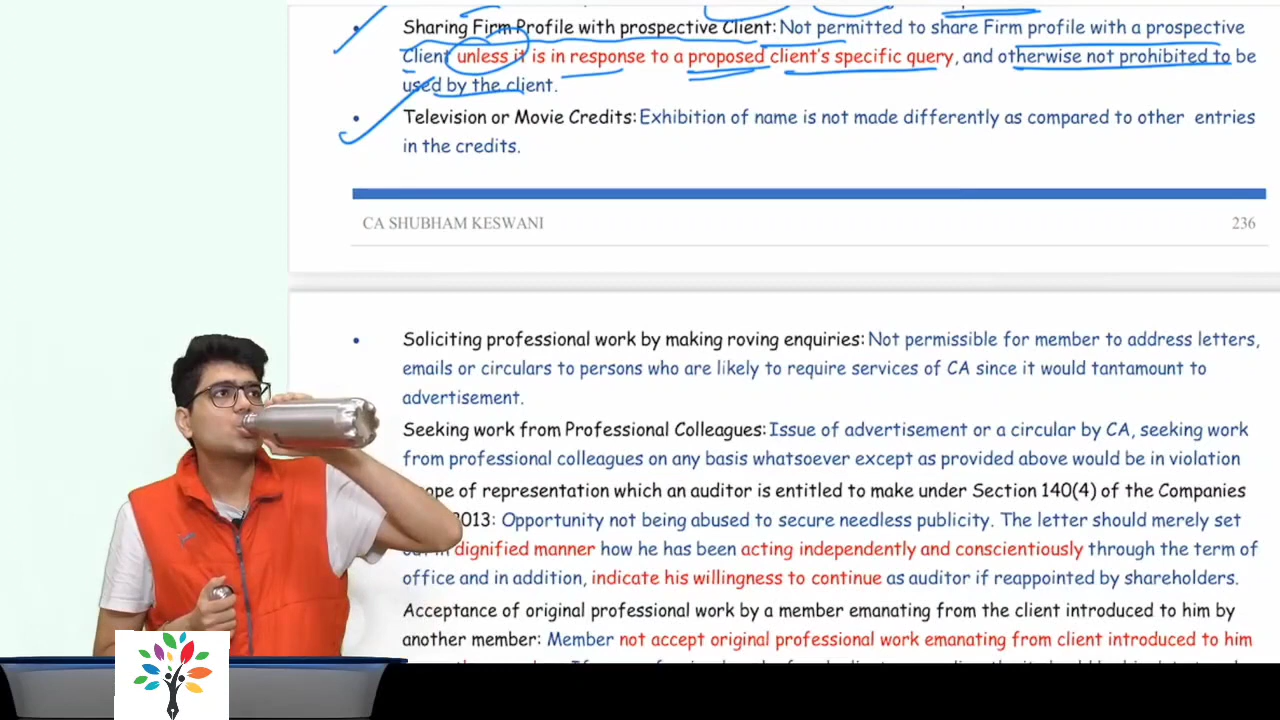 Sharing Firm Profile with prospective Client: Not permitted to share Firm profile with a prospective
Client unless it is in response to a proposed client's specific query, and otherwise not prohibited to be
used by the client.
Television or Movie Credits: Exhibition of name is not made differently as compared to other entries
in the credits.
CA SHUBHAM KESWANI 236
Soliciting professional work by making roving enquiries: Not permissible for member to address letters,
emails or circulars to persons who are likely to require services of CA since it would tantamount to
advertisement.
Seeking work from Professional Colleagues: Issue of advertisement or a circular by CA, seeking work
from professional colleagues on any basis whatsoever except as provided above would be in violation
of representation which an auditor is entitled to make under Section 140(4) of the Companies
2013: Opportunity not being abused to secure needless publicity. The letter should merely set
dignified manner how he has been acting independently and conscientiously through the term of
office and in addition, indicate his willingness to continue as auditor if reappointed by shareholders.
Acceptance of original professional work by a member emanating from the client introduced to him by
another member: Member not accept original professional work emanating from client introduced to him